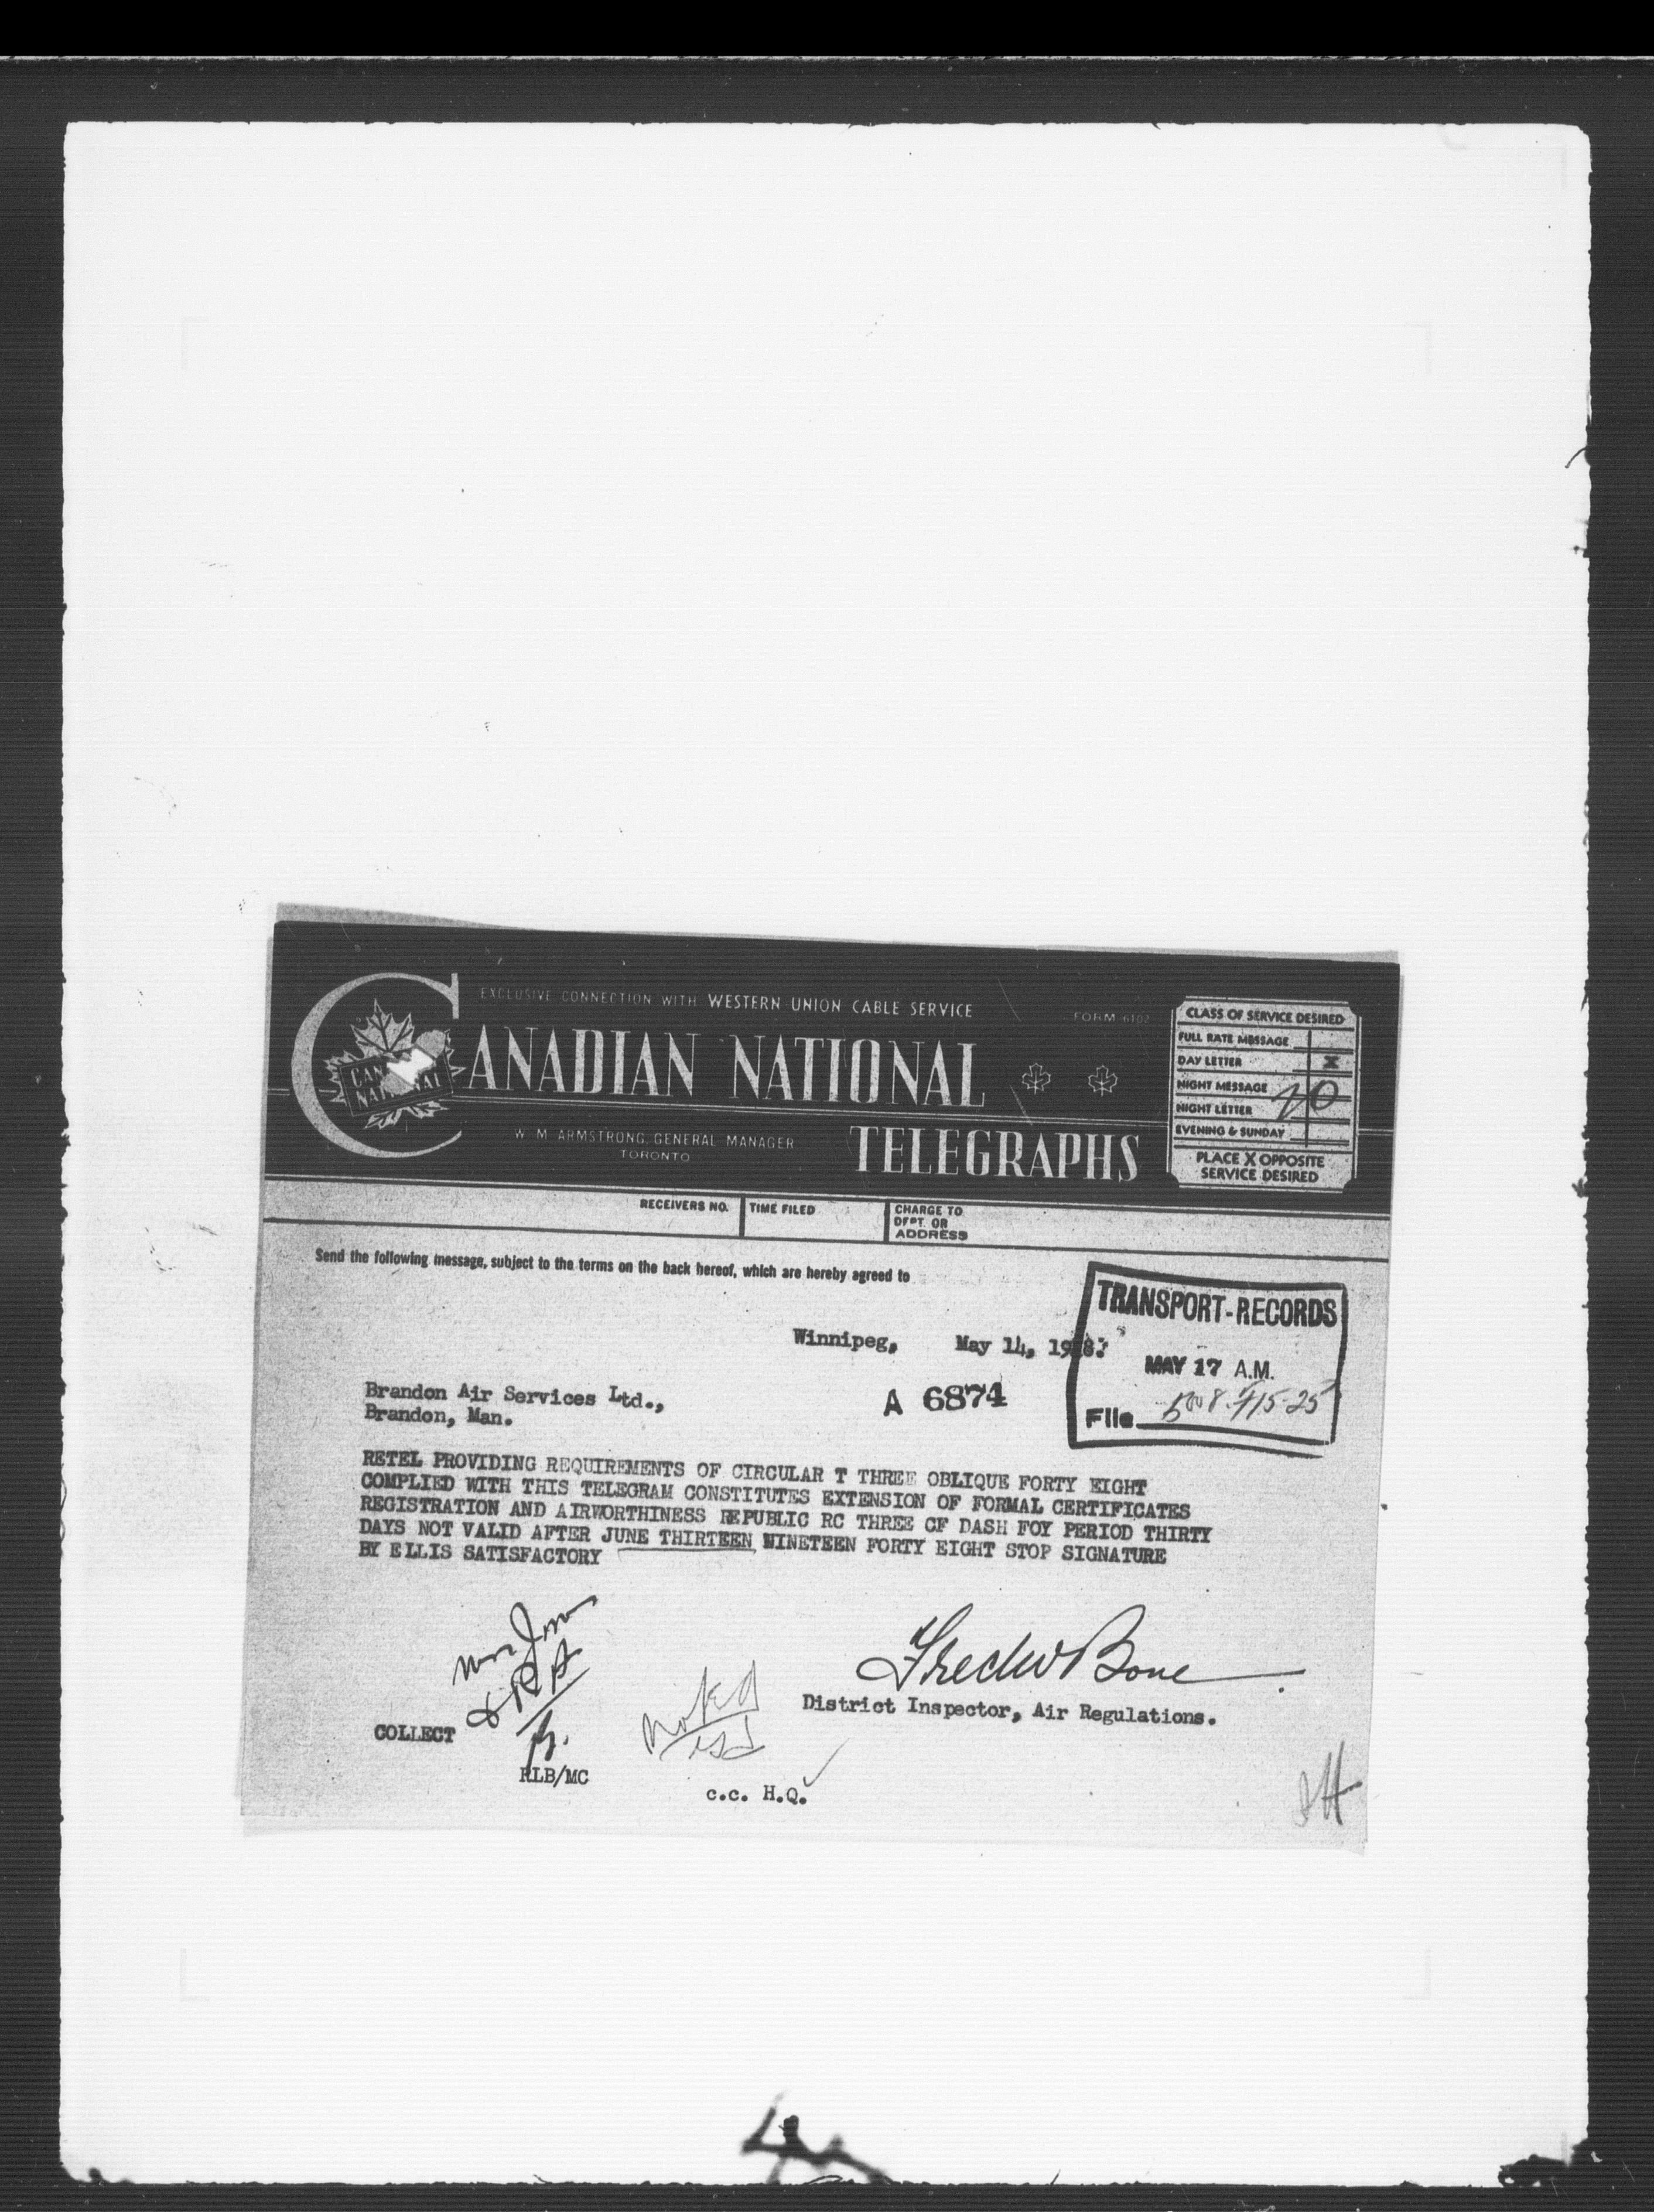 EXCLUSIVE CONNECTION WITH WESTERN UNION CABLE SERVICE
FORM 6102
CANADIAN NATIONAL
TELEGRAPHS
W. M. ARMSTRONG, GENERAL MANAGER
TORONTO
CLASS OF SERVICE DESIRED
FULL RATE MESSAGE
DAY LETTER X
NIGHT MESSAGE
NIGHT LETTER
EVENING & SUNDAY
PLACE X OPPOSITE
SERVICE DESIRED
RECEIVERS NO.
TIME FILED
CHARGE TO
DEPT. OR
ADDRESS
Send the following message, subject to the terms on the back hereof, which are hereby agreed to
TRANSPORT-RECORDS
MAY 17 A.M.
File
Winnipeg, May 14, 1948.
A 6874
Brandon Air Services Ltd.,
Brandon, Man.
RETEL PROVIDING REQUIREMENTS OF CIRCULAR T THREE OBLIQUE FORTY EIGHT
COMPLIED WITH THIS TELEGRAM CONSTITUTES EXTENSION OF FORMAL CERTIFICATES
REGISTRATION AND AIRWORTHINESS REPUBLIC RC THREE CF DASH FOY PERIOD THIRTY
DAYS NOT VALID AFTER JUNE THIRTEEN NINETEEN FORTY EIGHT STOP SIGNATURE
BY ELLIS SATISFACTORY
Fredw Bone
District Inspector, Air Regulations.
COLLECT
Noted
RLB/MC
c.c. H.Q.